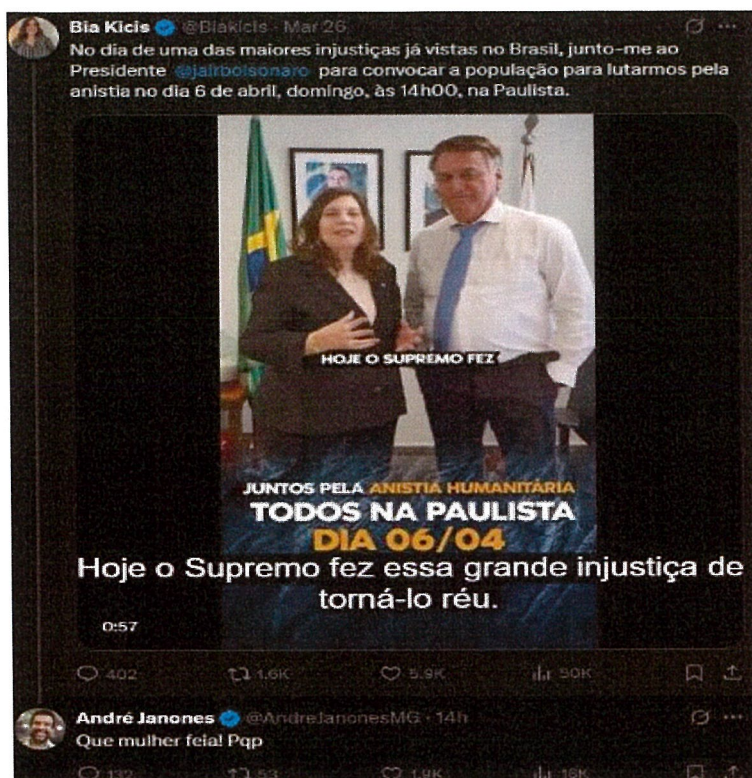 Bia Kicis @Biakicis · Mar 26
No dia de uma das maiores injustiças já vistas no Brasil, junto-me ao
Presidente @jairbolsonaro para convocar a população para lutarmos pela
anistia no dia 6 de abril, domingo, às 14h00, na Paulista.
HOJE O SUPREMO FEZ
JUNTOS PELA ANISTIA HUMANITÁRIA
TODOS NA PAULISTA
DIA 06/04
Hoje o Supremo fez essa grande injustiça de
torná-lo réu.
0:57
402 1.6K 5.9K 50K
André Janones @AndreJanonesMG · 14h
Que mulher feia! Pqp
132 53 1.9K 18K